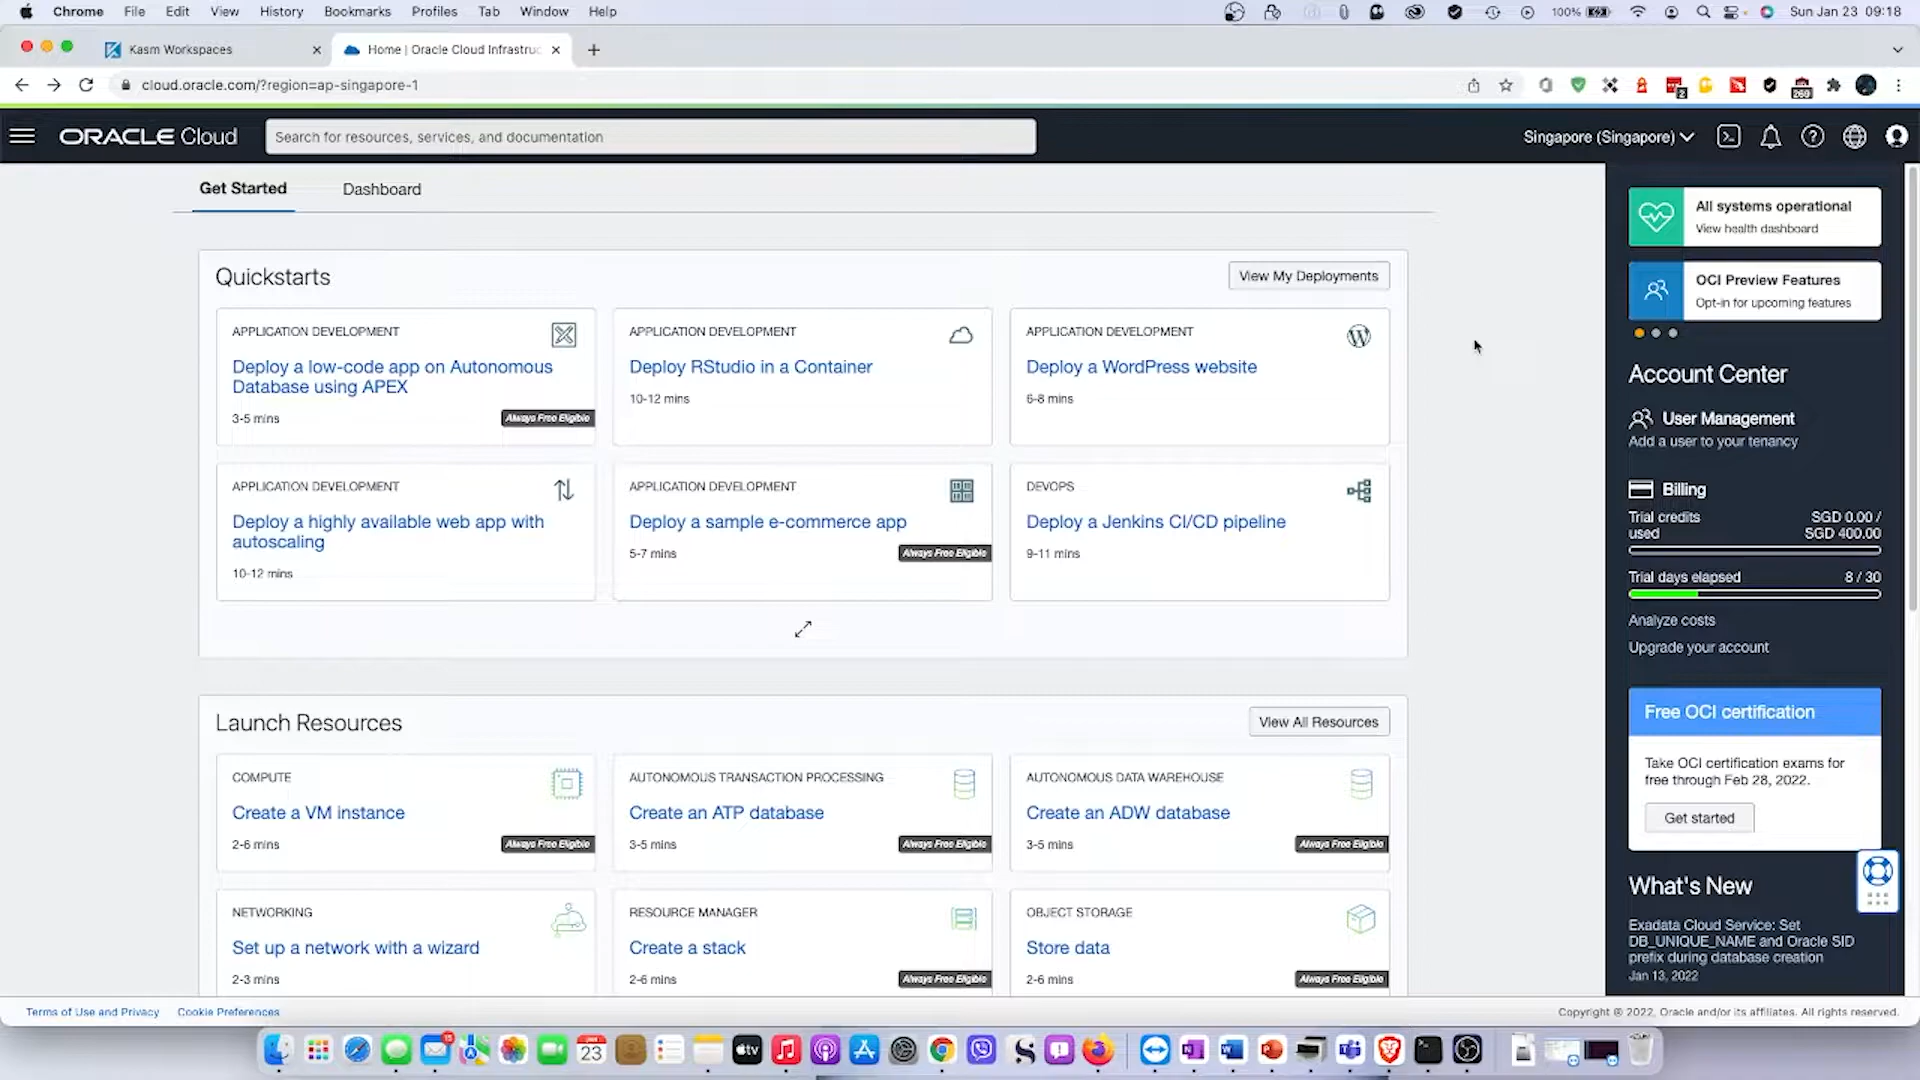 Chrome File Edit View History Bookmarks Profiles Tab Window Help
100% Sun Jan 23 09:18
Kasm Workspaces
Home | Oracle Cloud Infrastruc
cloud.oracle.com/?region=ap-singapore-1
2
269
ORACLE Cloud
Search for resources, services, and documentation
Singapore (Singapore)
Get Started
Dashboard
Quickstarts
View My Deployments
APPLICATION DEVELOPMENT
Deploy a low-code app on Autonomous
Database using APEX
3-5 mins
Always Free Eligible
APPLICATION DEVELOPMENT
Deploy RStudio in a Container
10-12 mins
APPLICATION DEVELOPMENT
Deploy a WordPress website
6-8 mins
APPLICATION DEVELOPMENT
Deploy a highly available web app with
autoscaling
10-12 mins
APPLICATION DEVELOPMENT
Deploy a sample e-commerce app
5-7 mins
Always Free Eligible
DEVOPS
Deploy a Jenkins CI/CD pipeline
9-11 mins
Launch Resources
View All Resources
COMPUTE
Create a VM instance
2-6 mins
Always Free Eligible
AUTONOMOUS TRANSACTION PROCESSING
Create an ATP database
3-5 mins
Always Free Eligible
AUTONOMOUS DATA WAREHOUSE
Create an ADW database
3-5 mins
Always Free Eligible
NETWORKING
Set up a network with a wizard
2-3 mins
RESOURCE MANAGER
Create a stack
2-6 mins
Always Free Eligible
OBJECT STORAGE
Store data
2-6 mins
Always Free Eligible
All systems operational
View health dashboard
OCI Preview Features
Opt-in for upcoming features
Account Center
User Management
Add a user to your tenancy
Billing
Trial credits SGD 0.00 /
used SGD 400.00
Trial days elapsed 8 / 30
Analyze costs
Upgrade your account
Free OCI certification
Take OCI certification exams for
free through Feb 28, 2022.
Get started
What's New
Exadata Cloud Service: Set
DB_UNIQUE_NAME and Oracle SID
prefix during database creation
Jan 13, 2022
Terms of Use and Privacy Cookie Preferences
Copyright © 2022, Oracle and/or its affiliates. All rights reserved.
23
tv